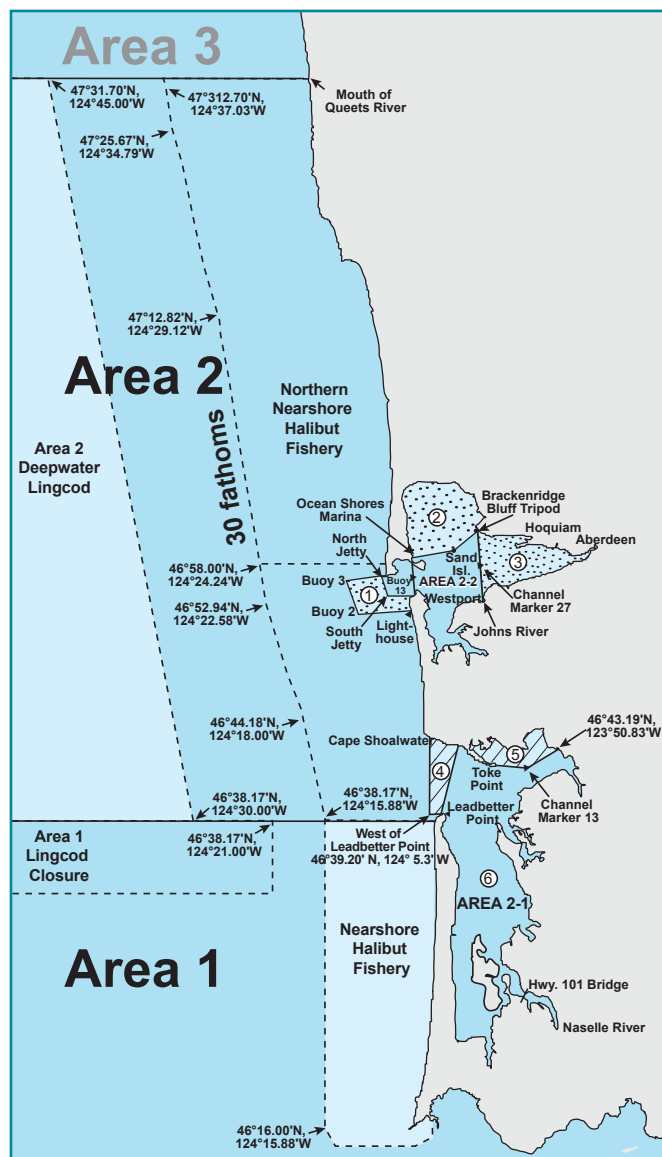 Area 3
47°31.70'N,
124°45.00'W
47°312.70'N,
124°37.03'W
Mouth of
Queets River
47°25.67'N,
124°34.79'W
47°12.82'N,
124°29.12'W
Area 2
30 fathoms
Northern
Nearshore
Halibut
Fishery
Area 2
Deepwater
Lingcod
Ocean Shores
Marina
2
Brackenridge
Bluff Tripod
Hoquiam
Aberdeen
North
Jetty
Sand
Isl.
3
46°58.00'N,
124°24.24'W
Buoy 3
1
Buoy
13
AREA 2-2
Westport
Channel
Marker 27
46°52.94'N,
124°22.58'W
Buoy 2
South
Jetty
Light-
house
Johns River
46°44.18'N,
124°18.00'W
Cape Shoalwater
4
5
46°43.19'N,
123°50.83'W
Toke
Point
Channel
Marker 13
46°38.17'N,
124°30.00'W
46°38.17'N,
124°15.88'W
Leadbetter
Point
Area 1
Lingcod
Closure
46°38.17'N,
124°21.00'W
West of
Leadbetter Point
46°39.20' N, 124° 5.3'W
6
AREA 2-1
Area 1
Nearshore
Halibut
Fishery
Hwy. 101 Bridge
Naselle River
46°16.00'N,
124°15.88'W